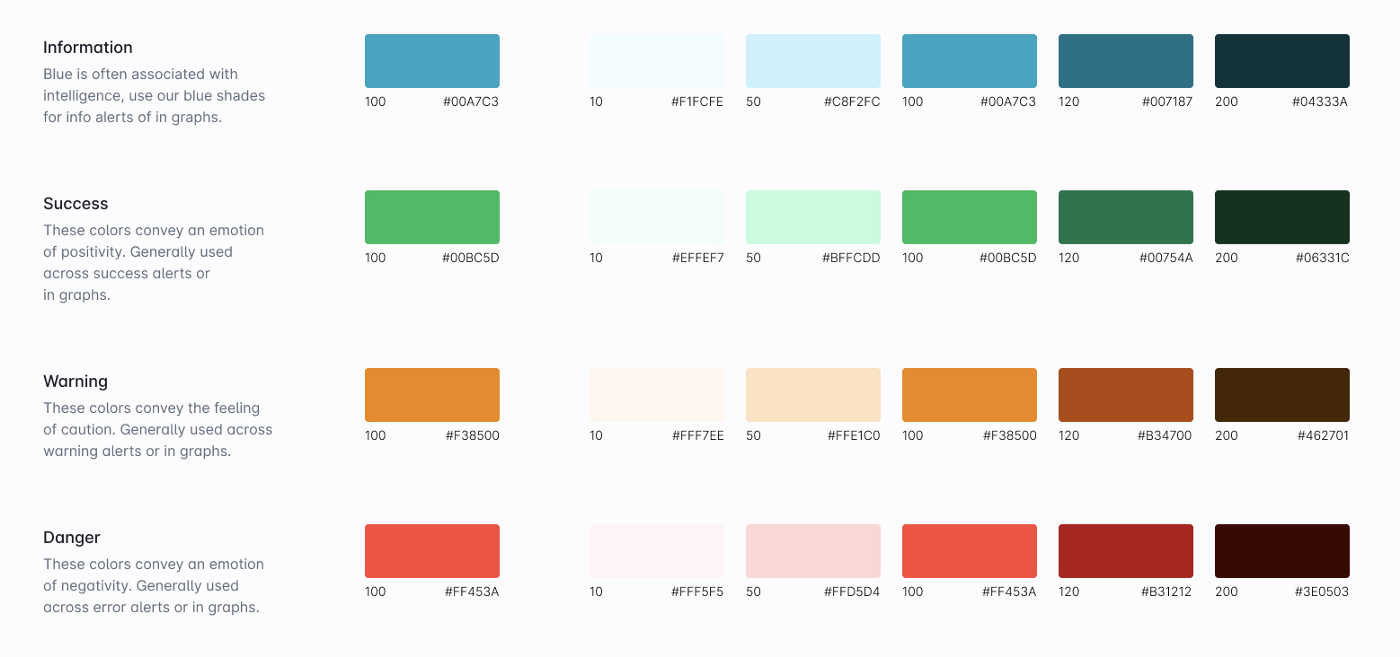 Information
Blue is often associated with
intelligence, use our blue shades
for info alerts of in graphs.
100 #00A7C3
10 #F1FCFE
50 #C8F2FC
100 #00A7C3
120 #007187
200 #04333A
Success
These colors convey an emotion
of positivity. Generally used
across success alerts or
in graphs.
100 #00BC5D
10 #EFFEF7
50 #BFFCDD
100 #00BC5D
120 #00754A
200 #06331C
Warning
These colors convey the feeling
of caution. Generally used across
warning alerts or in graphs.
100 #F38500
10 #FFF7EE
50 #FFE1C0
100 #F38500
120 #B34700
200 #462701
Danger
These colors convey an emotion
of negativity. Generally used
across error alerts or in graphs.
100 #FF453A
10 #FFF5F5
50 #FFD5D4
100 #FF453A
120 #B31212
200 #3E0503